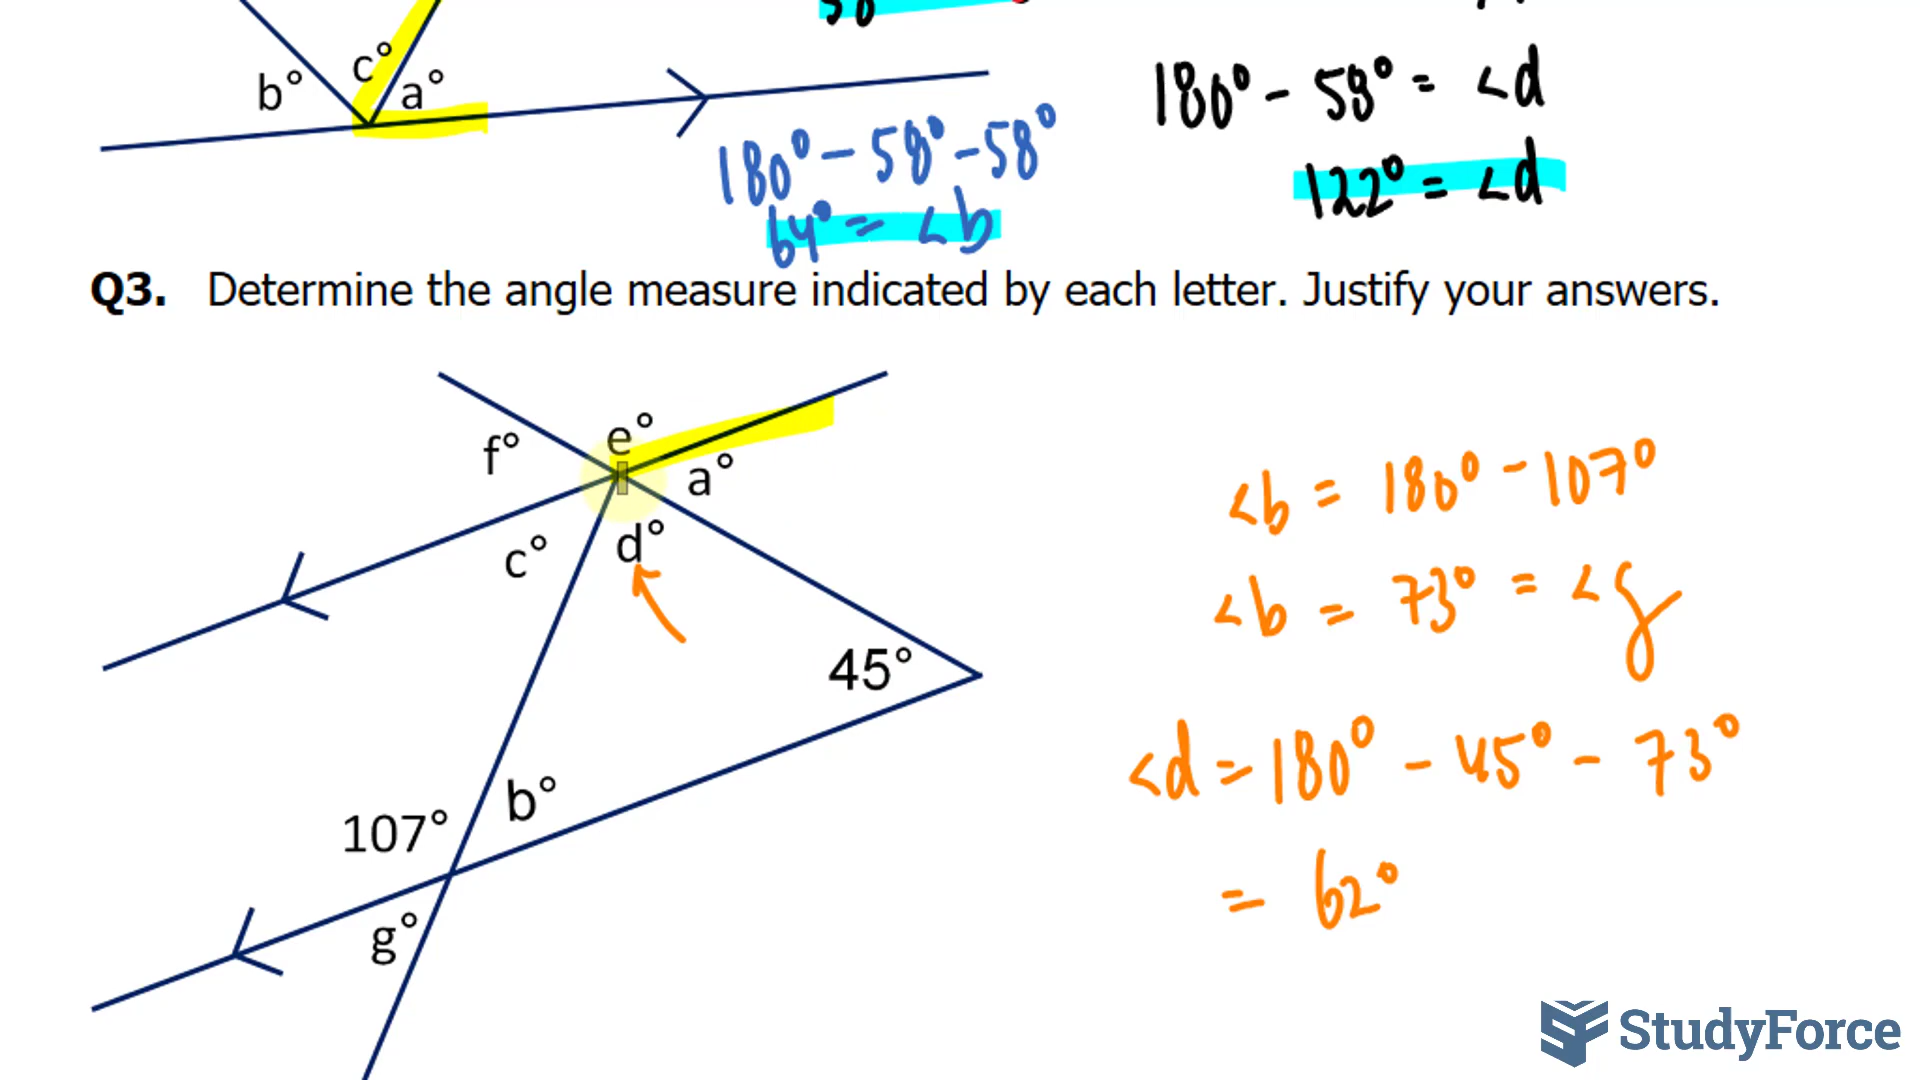 b° c° a°
180° - 58° - 58°
64° = <b
180° - 58° = <d
122° = <d
Q3. Determine the angle measure indicated by each letter. Justify your answers.
e°
f°
a°
c°
d°
45°
107°
b°
g°
<b = 180° - 107°
<b = 73° = <g
<d = 180° - 45° - 73°
= 62°
StudyForce